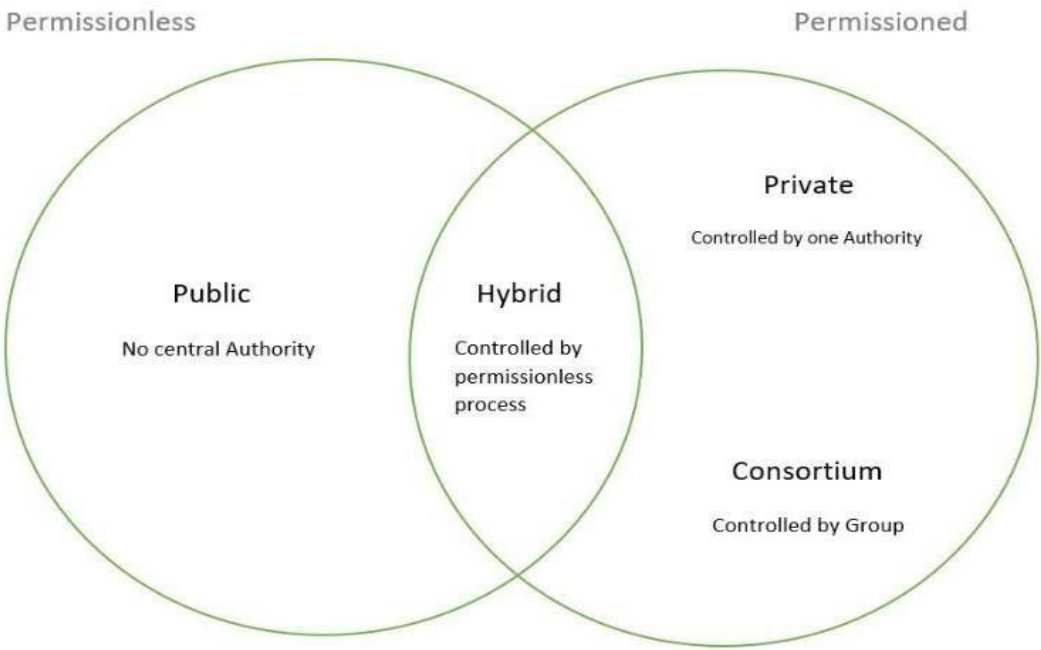 Permissionless
Permissioned
Public
No central Authority
Hybrid
Controlled by
permissionless
process
Private
Controlled by one Authority
Consortium
Controlled by Group